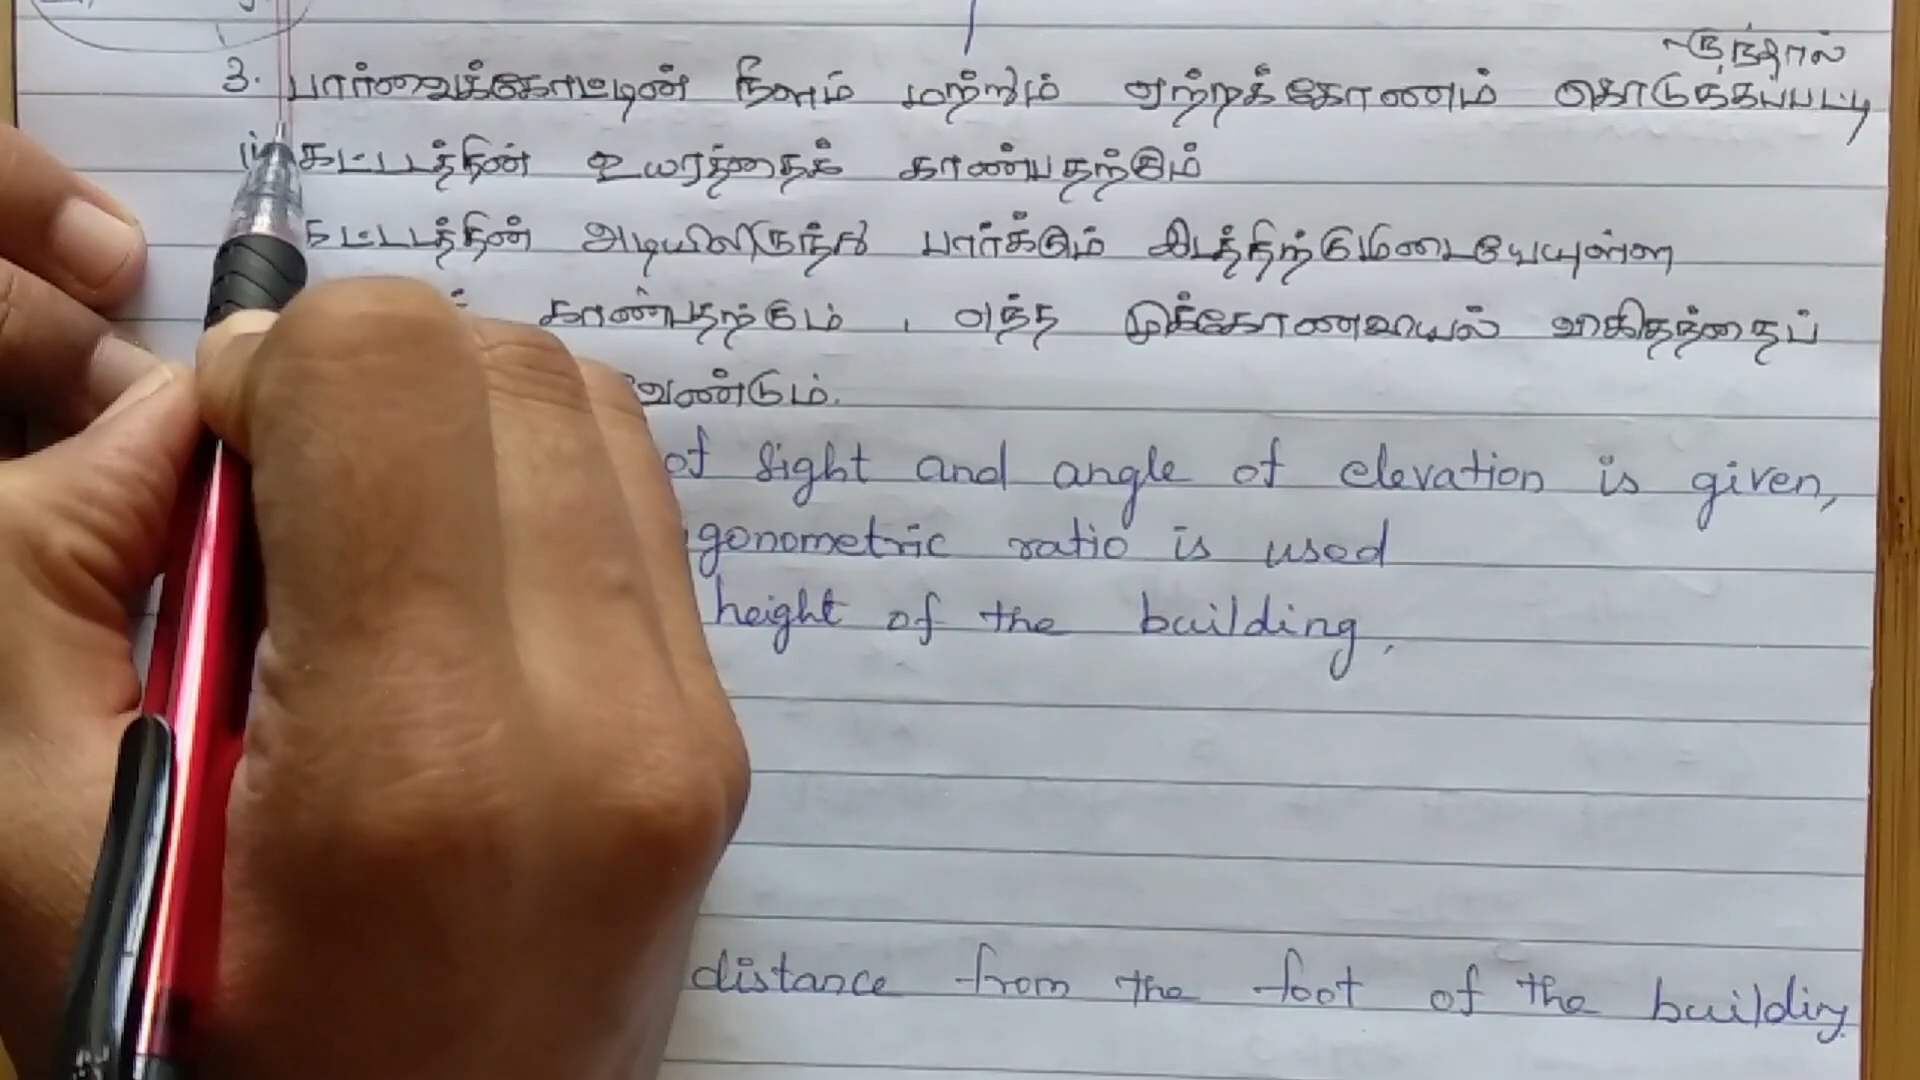 ~ருந்தால்
3. பார்வைக்கோட்டின் நீளம் மற்றும் ஏற்றக்கோணம் கொடுக்கப்பட்டி
i) கட்டடத்தின் உயரத்தைக் காண்பதற்கும்
கட்டடத்தின் அடியிலிருந்து பார்க்கும் இடத்திற்குமிடையேயுள்ள
காண்பதற்கும் , எந்த முக்கோணவியல் விகிதத்தைப்
வேண்டும்.
of sight and angle of elevation is given,
gonometric ratio is used
height of the building,
distance from the foot of the building